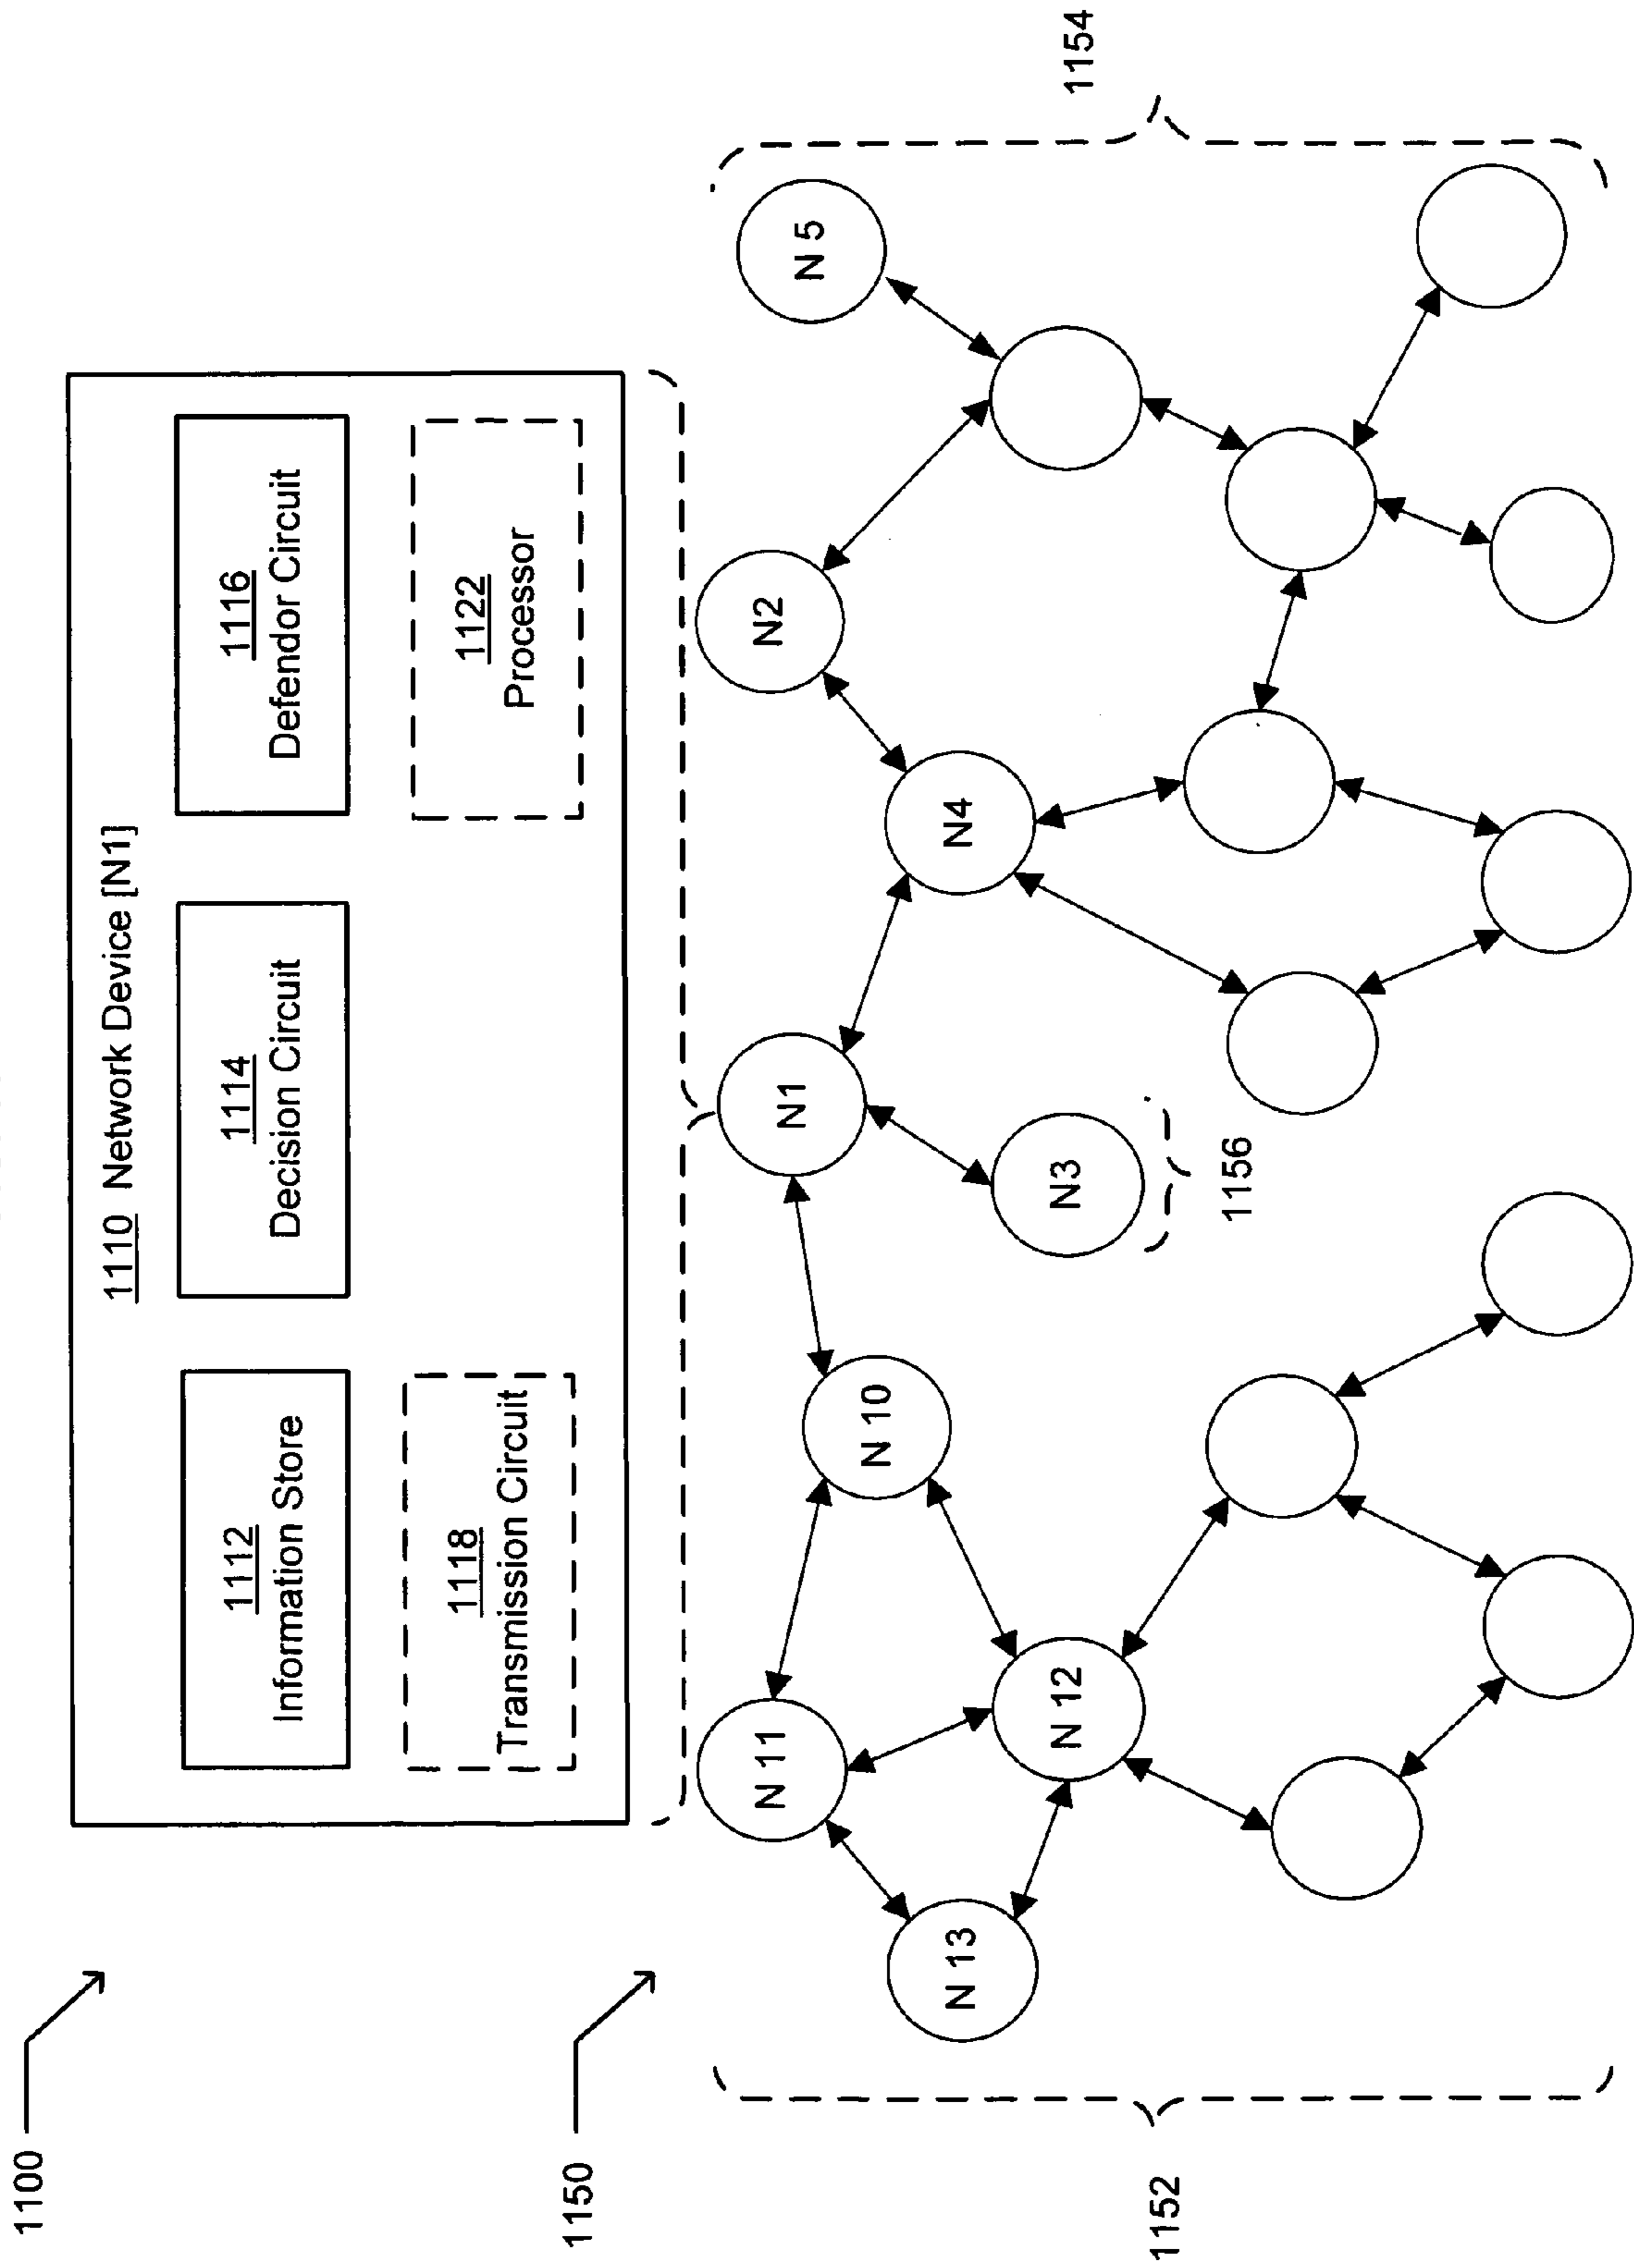 1100
1110 Network Device [N1]
1112
Information Store
1114
Decision Circuit
1116
Defendor Circuit
1118
Transmission Circuit
1122
Processor
1150
N 11
N1
N2
N 5
N 10
N 13
N4
N 12
N3
1152
1156
1154